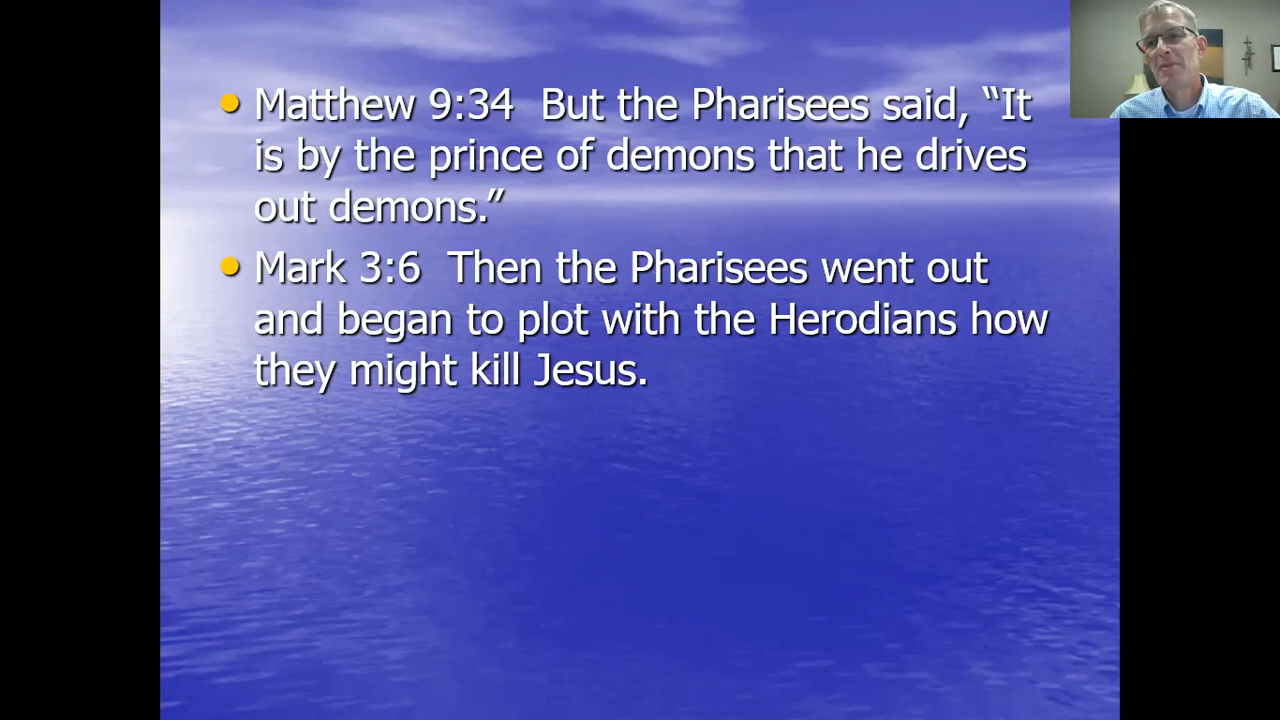 Matthew 9:34  But the Pharisees said, “It
is by the prince of demons that he drives
out demons.”
Mark 3:6  Then the Pharisees went out
and began to plot with the Herodians how
they might kill Jesus.